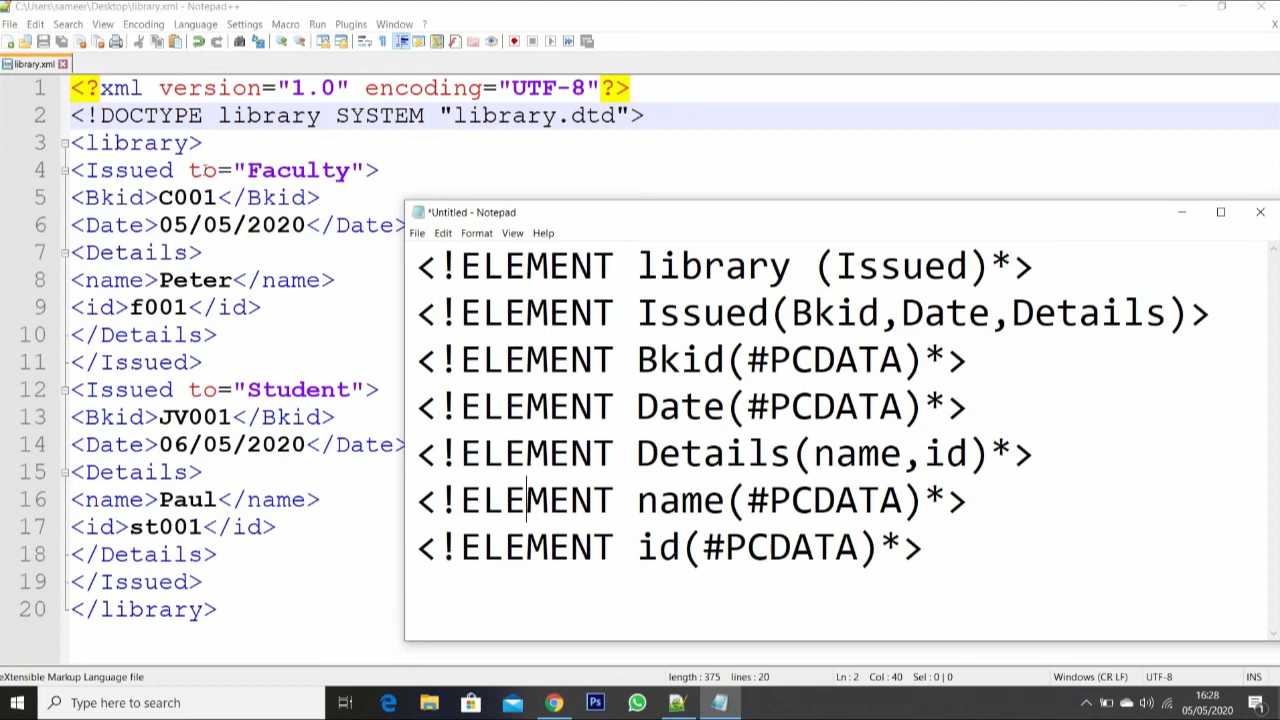 C:\Users\sameer\Desktop\library.xml - Notepad++
File Edit Search View Encoding Language Settings Macro Run Plugins Window ?
library.xml
1 <?xml version="1.0" encoding="UTF-8"?>
2 <!DOCTYPE library SYSTEM "library.dtd">
3 <library>
4 <Issued to="Faculty">
5 <Bkid>C001</Bkid>
6 <Date>05/05/2020</Date>
7 <Details>
8 <name>Peter</name>
9 <id>f001</id>
10 </Details>
11 </Issued>
12 <Issued to="Student">
13 <Bkid>JV001</Bkid>
14 <Date>06/05/2020</Date>
15 <Details>
16 <name>Paul</name>
17 <id>st001</id>
18 </Details>
19 </Issued>
20 </library>
*Untitled - Notepad
File Edit Format View Help
<!ELEMENT library (Issued)*>
<!ELEMENT Issued(Bkid,Date,Details)>
<!ELEMENT Bkid(#PCDATA)*>
<!ELEMENT Date(#PCDATA)*>
<!ELEMENT Details(name,id)*>
<!ELEMENT name(#PCDATA)*>
<!ELEMENT id(#PCDATA)*>
eXtensible Markup Language file length : 375 lines : 20 Ln : 2 Col : 40 Sel : 0 | 0 Windows (CR LF) UTF-8 INS
Type here to search
Ps
16:28
05/05/2020
1